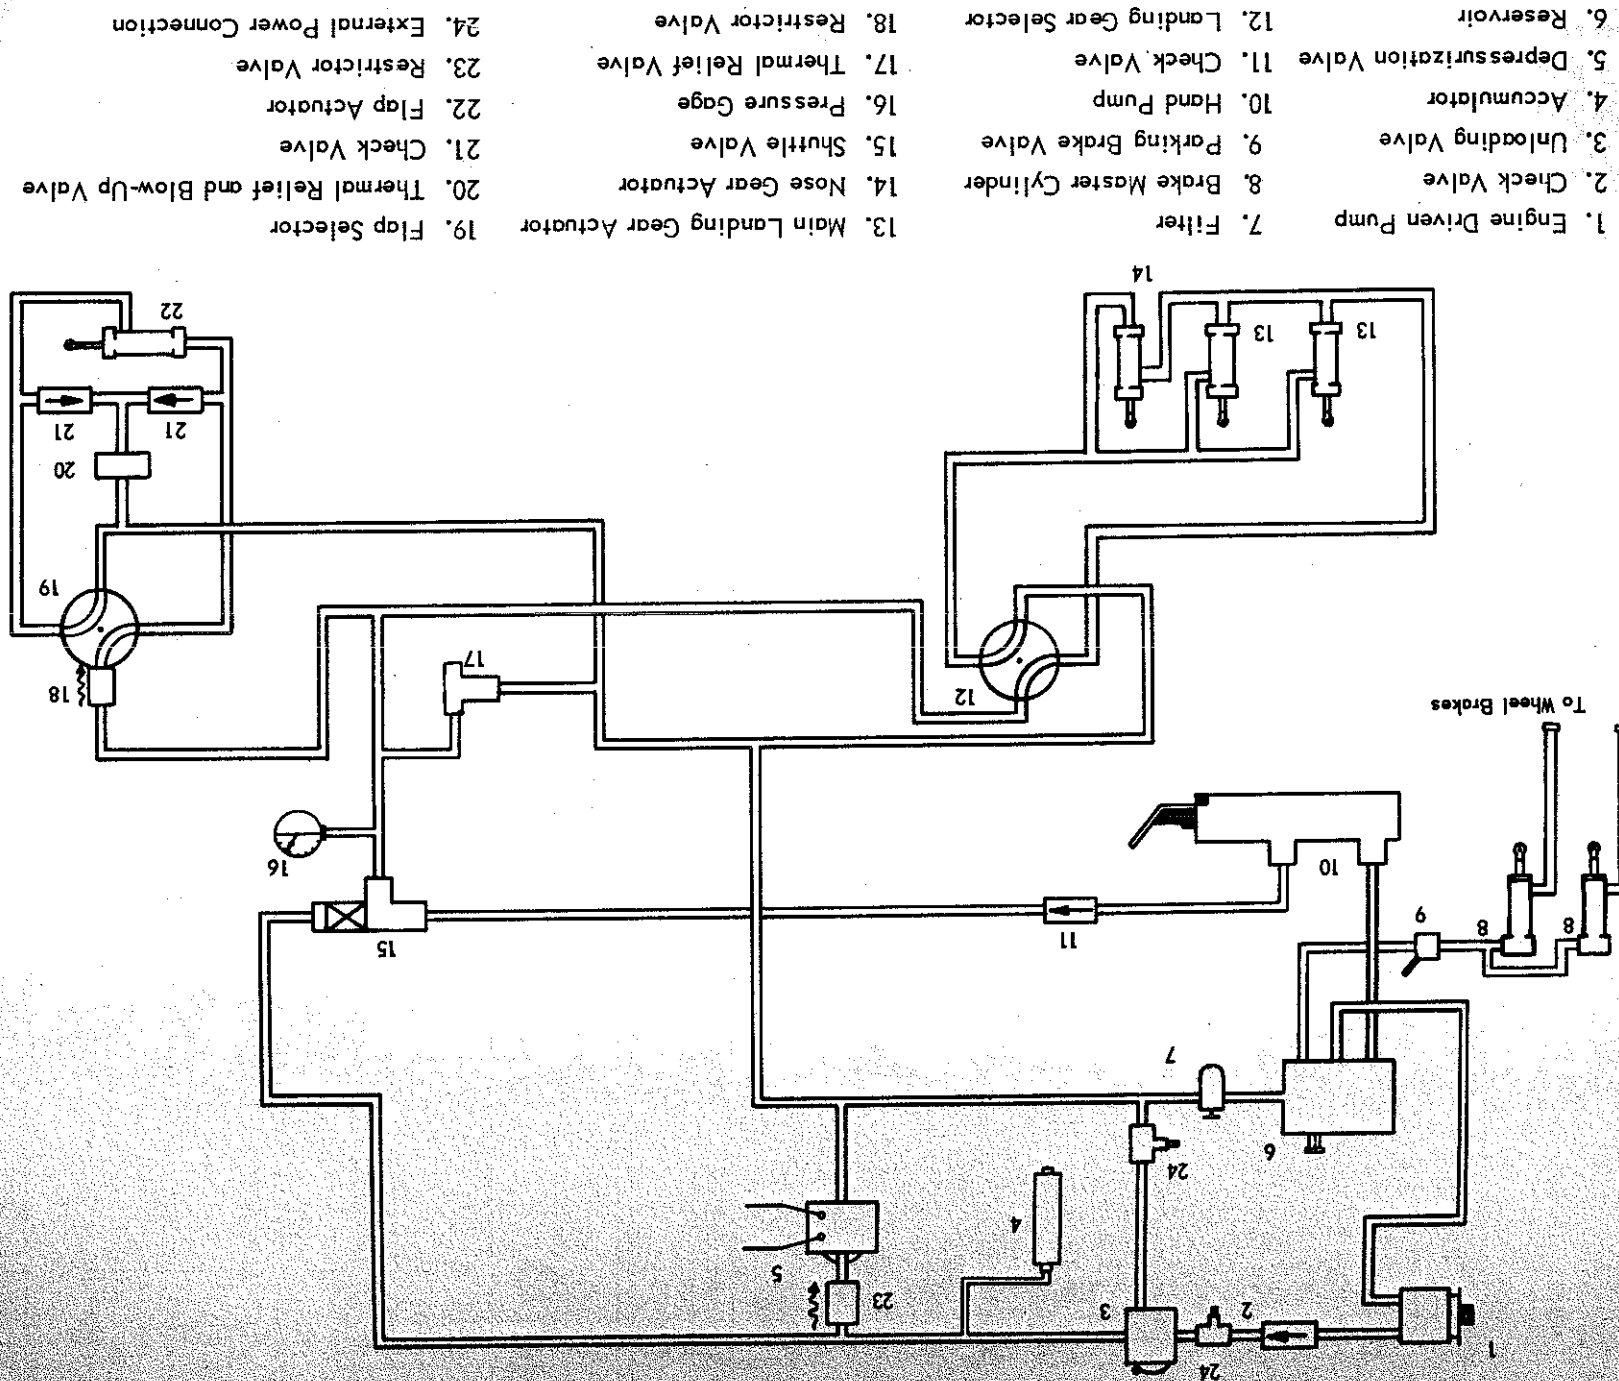 24
1
2
3
23
5
4
24
6
7
15
11
8
8
9
10
16
To Wheel Brakes
12
18
17
19
20
21
21
13
13
22
14
1. Engine Driven Pump
2. Check Valve
3. Unloading Valve
4. Accumulator
5. Depressurization Valve
6. Reservoir
7. Filter
8. Brake Master Cylinder
9. Parking Brake Valve
10. Hand Pump
11. Check Valve
12. Landing Gear Selector
13. Main Landing Gear Actuator
14. Nose Gear Actuator
15. Shuttle Valve
16. Pressure Gage
17. Thermal Relief Valve
18. Restrictor Valve
19. Flap Selector
20. Thermal Relief and Blow-Up Valve
21. Check Valve
22. Flap Actuator
23. Restrictor Valve
24. External Power Connection